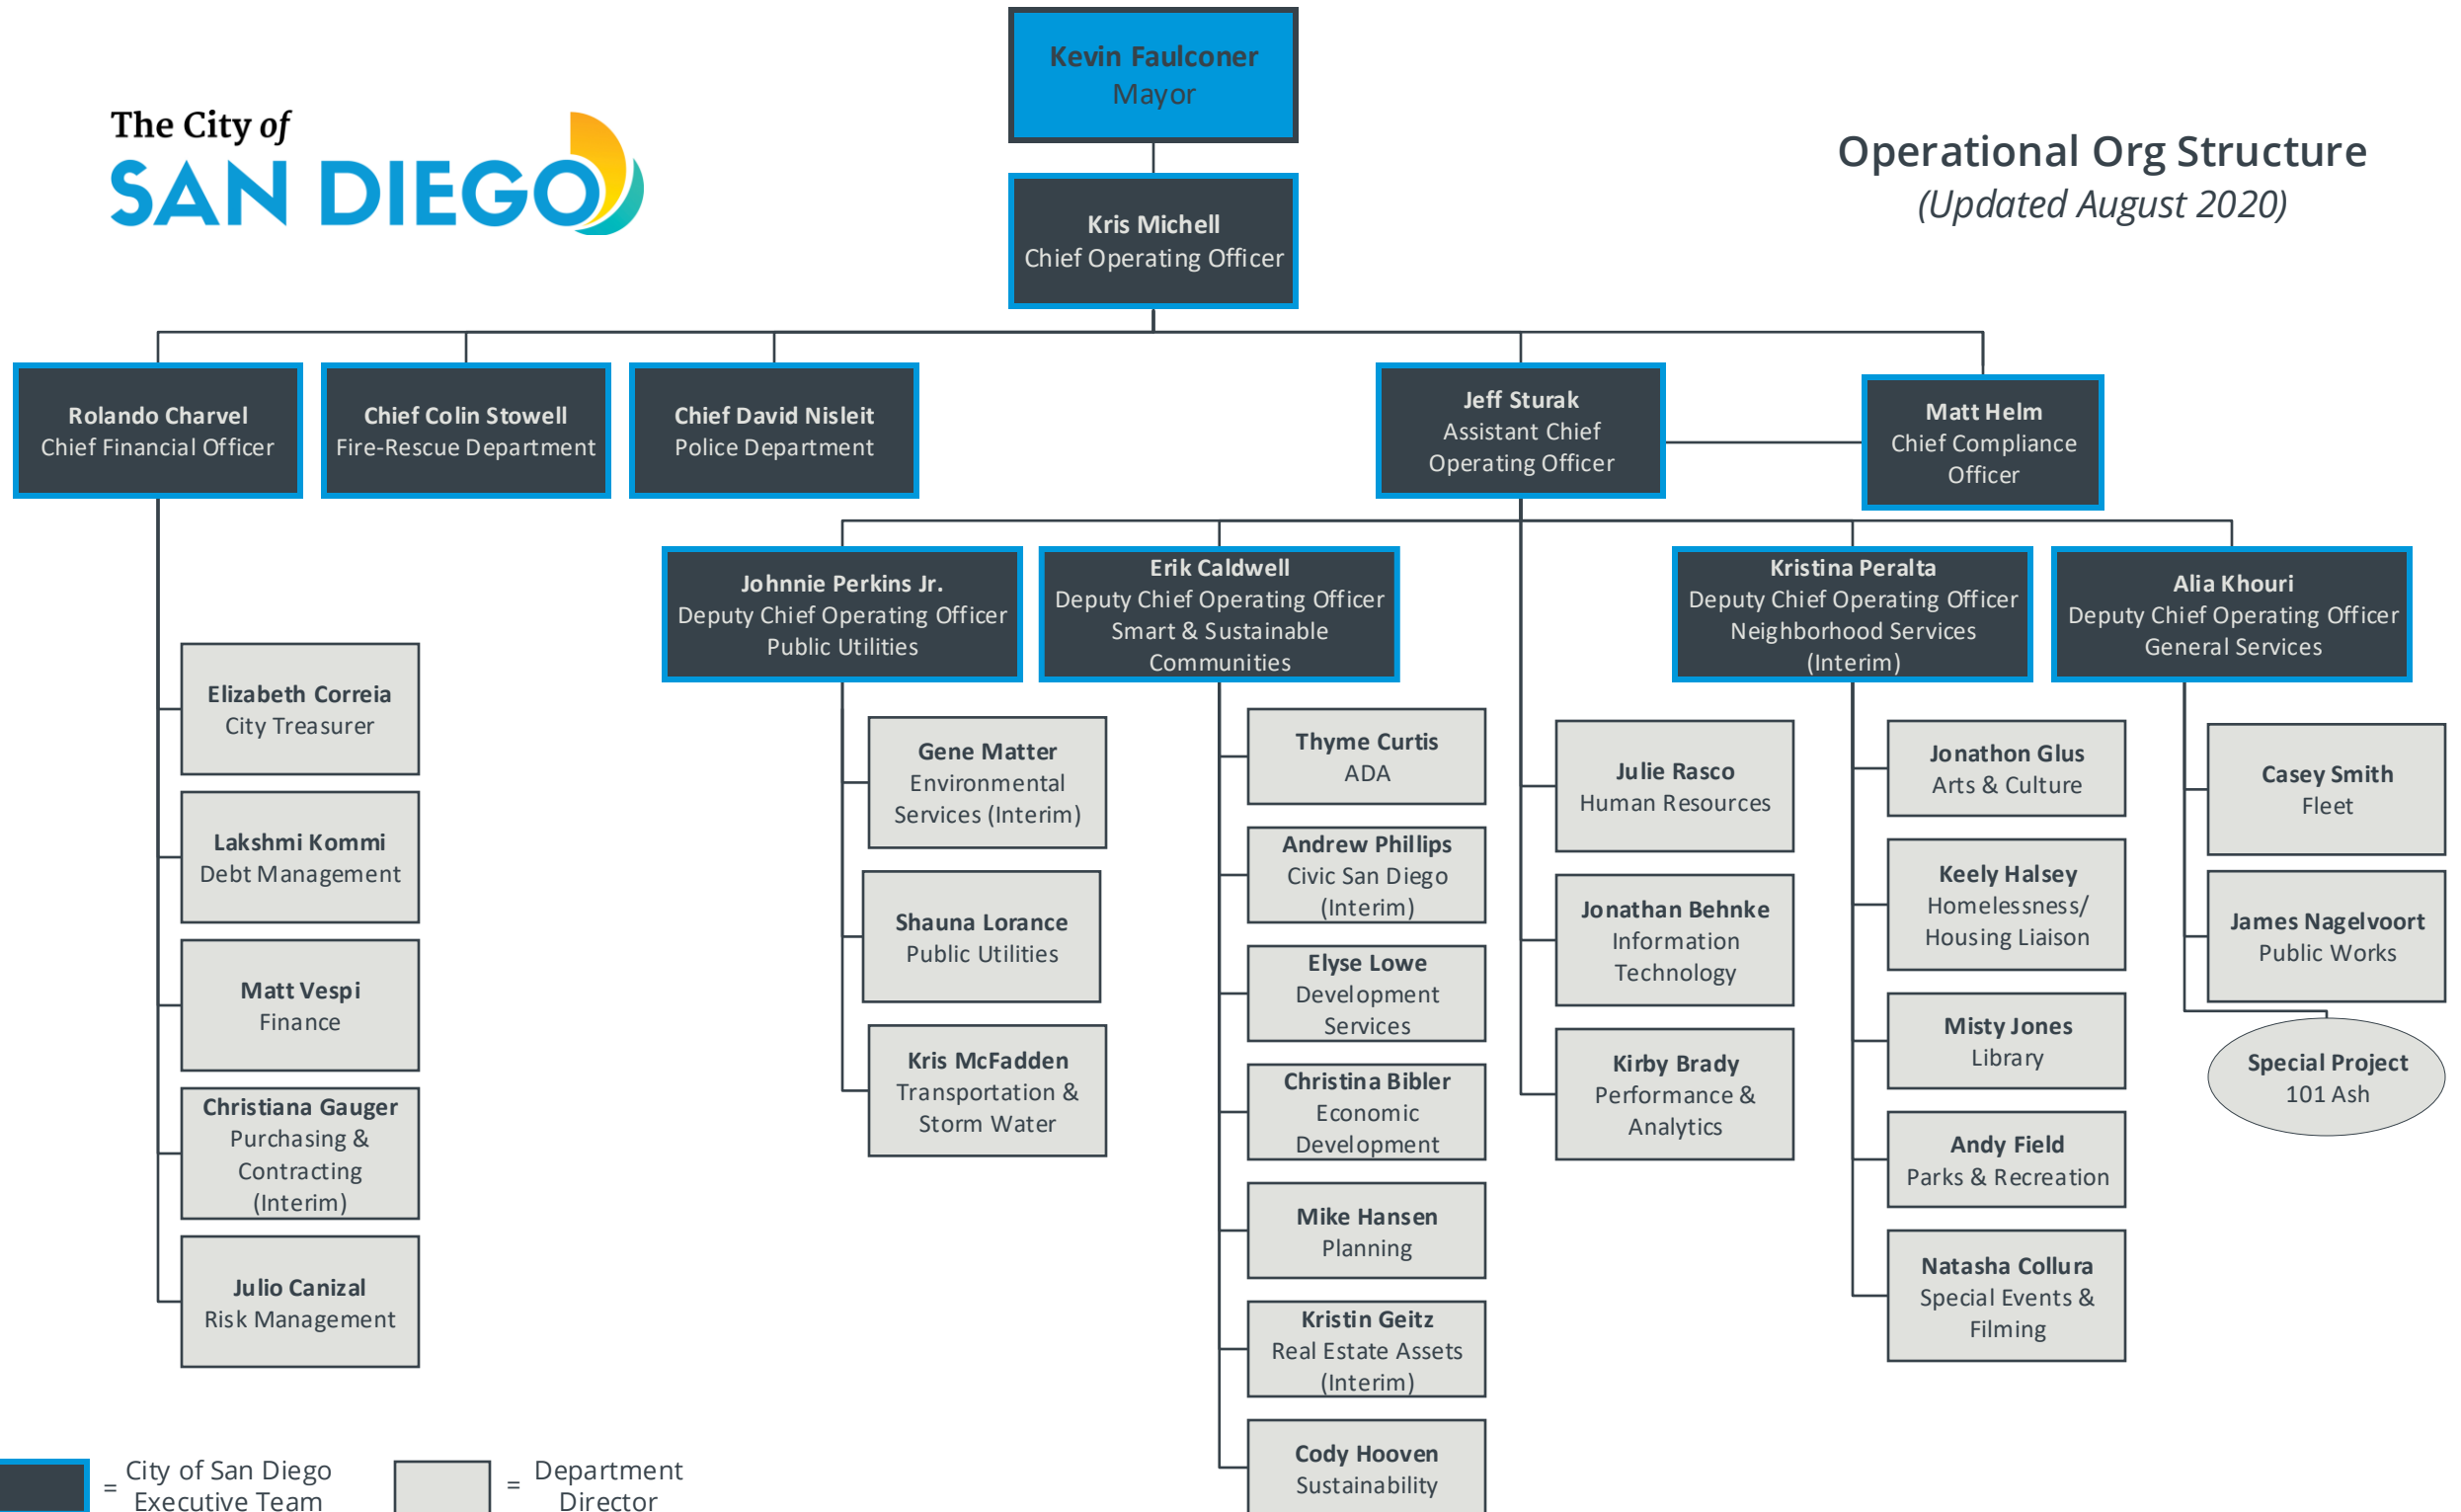 Kevin Faulconer
Mayor
The City of
SAN DIEGO
Operational Org Structure
(Updated August 2020)
Kris Michell
Chief Operating Officer
Rolando Charvel
Chief Financial Officer
Chief Colin Stowell
Fire-Rescue Department
Chief David Nisleit
Police Department
Jeff Sturak
Assistant Chief
Operating Officer
Matt Helm
Chief Compliance
Officer
Johnnie Perkins Jr.
Deputy Chief Operating Officer
Public Utilities
Erik Caldwell
Deputy Chief Operating Officer
Smart & Sustainable
Communities
Kristina Peralta
Deputy Chief Operating Officer
Neighborhood Services
(Interim)
Alia Khouri
Deputy Chief Operating Officer
General Services
Elizabeth Correia
City Treasurer
Lakshmi Kommi
Debt Management
Matt Vespi
Finance
Christiana Gauger
Purchasing &
Contracting
(Interim)
Julio Canizal
Risk Management
Gene Matter
Environmental
Services (Interim)
Shauna Lorance
Public Utilities
Kris McFadden
Transportation &
Storm Water
Thyme Curtis
ADA
Andrew Phillips
Civic San Diego
(Interim)
Elyse Lowe
Development
Services
Christina Bibler
Economic
Development
Mike Hansen
Planning
Kristin Geitz
Real Estate Assets
(Interim)
Cody Hooven
Sustainability
Julie Rasco
Human Resources
Jonathan Behnke
Information
Technology
Kirby Brady
Performance &
Analytics
Jonathon Glus
Arts & Culture
Keely Halsey
Homelessness/
Housing Liaison
Misty Jones
Library
Andy Field
Parks & Recreation
Natasha Collura
Special Events &
Filming
Casey Smith
Fleet
James Nagelvoort
Public Works
Special Project
101 Ash
= City of San Diego
Executive Team
= Department
Director